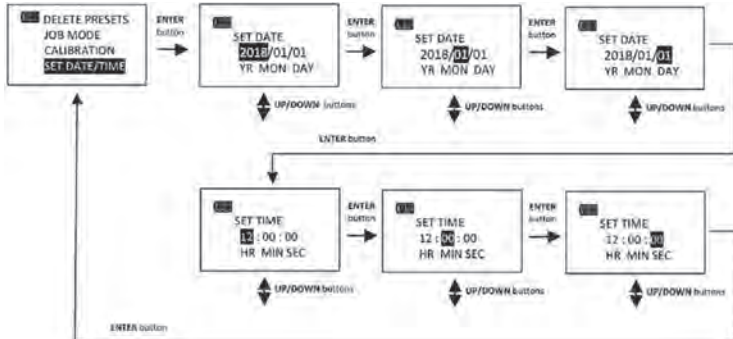 DELETE PRESETS
JOB MODE
CALIBRATION
SET DATE/TIME
ENTER
button
SET DATE
2018/01/01
YR MON DAY
UP/DOWN buttons
ENTER
button
SET DATE
2018/01/01
YR MON DAY
UP/DOWN buttons
ENTER
button
SET DATE
2018/01/01
YR MON DAY
UP/DOWN buttons
ENTER button
SET TIME
12 : 00 : 00
HR MIN SEC
UP/DOWN buttons
ENTER
button
SET TIME
12 : 00 : 00
HR MIN SEC
UP/DOWN buttons
ENTER
button
SET TIME
12 : 00 : 00
HR MIN SEC
UP/DOWN buttons
ENTER button